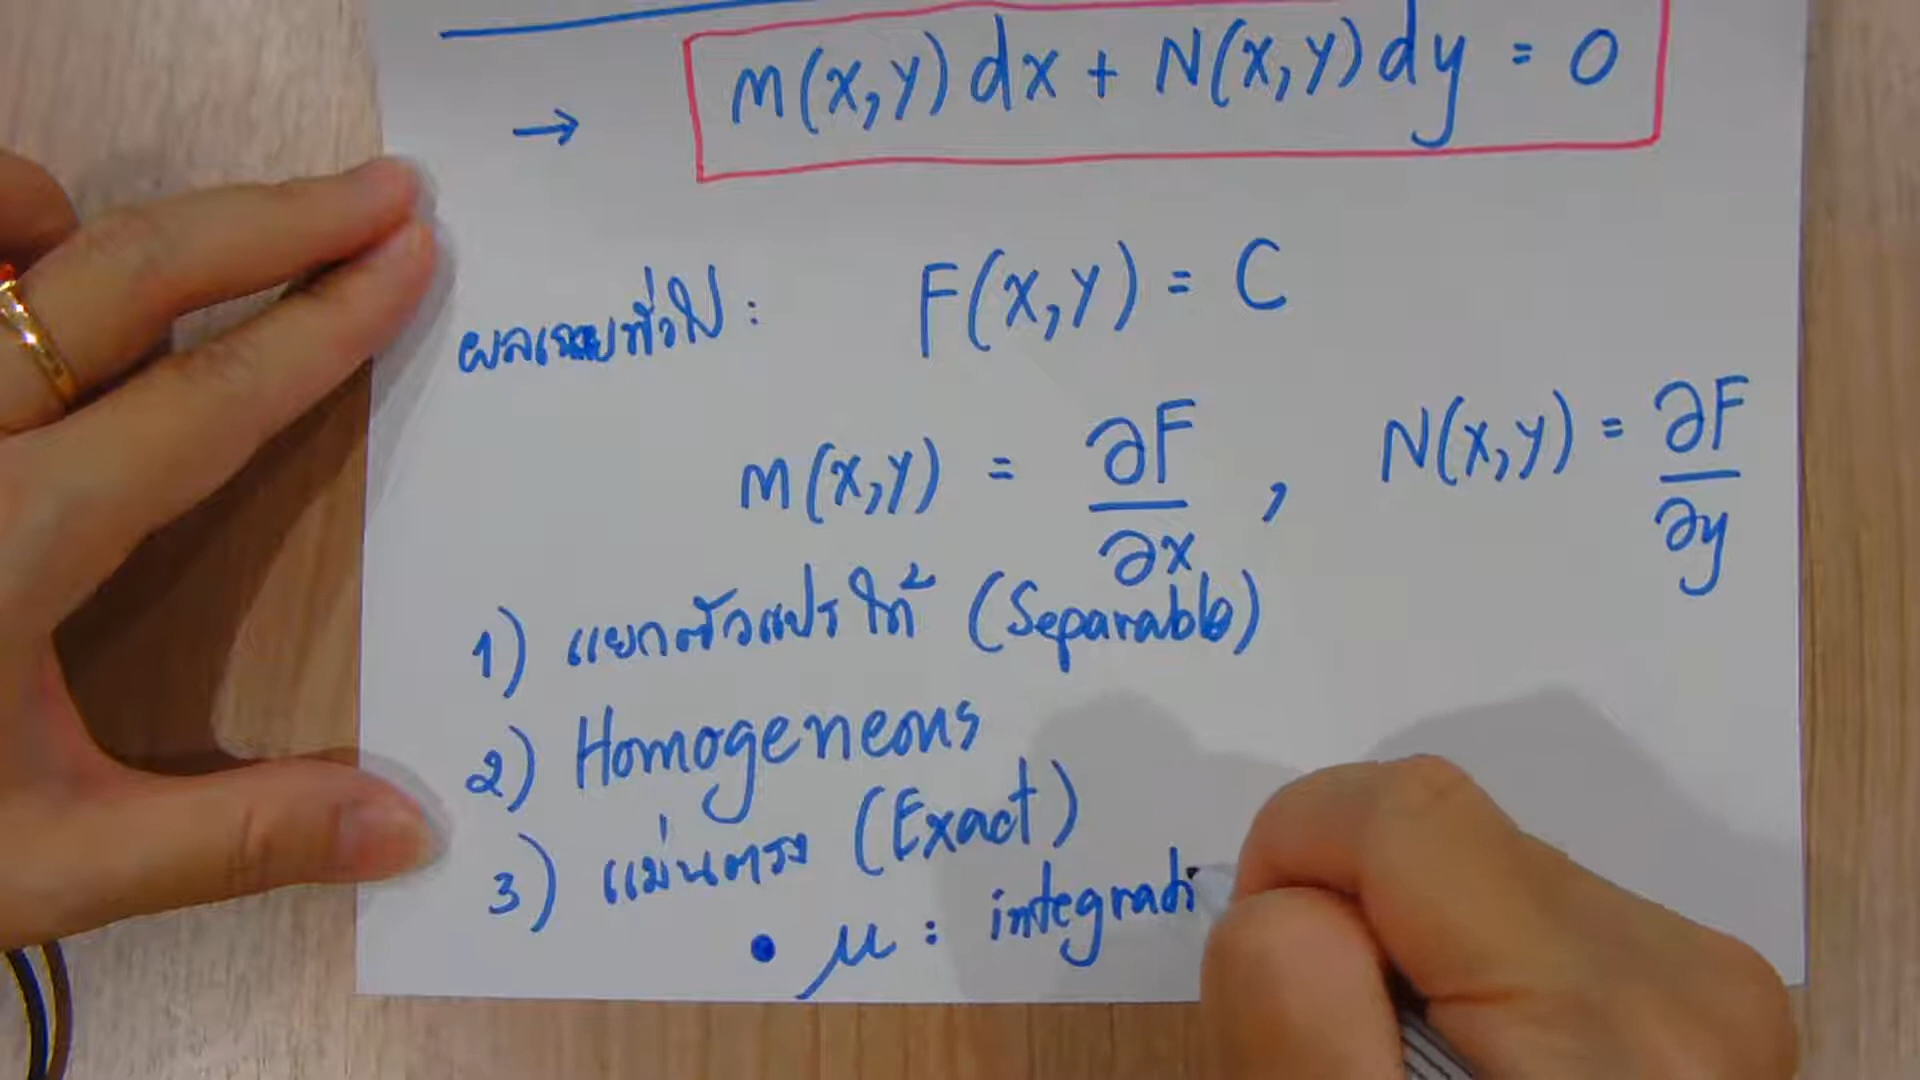 → M(x,y)dx + N(x,y)dy = 0
ผลเฉลยทั่วไป : F(x,y) = C
M(x,y) = ∂F/∂x , N(x,y) = ∂F/∂y
1) แยกตัวแปรได้ (Separable)
2) Homogeneous
3) แม่นตรง (Exact)
• μ : integrati